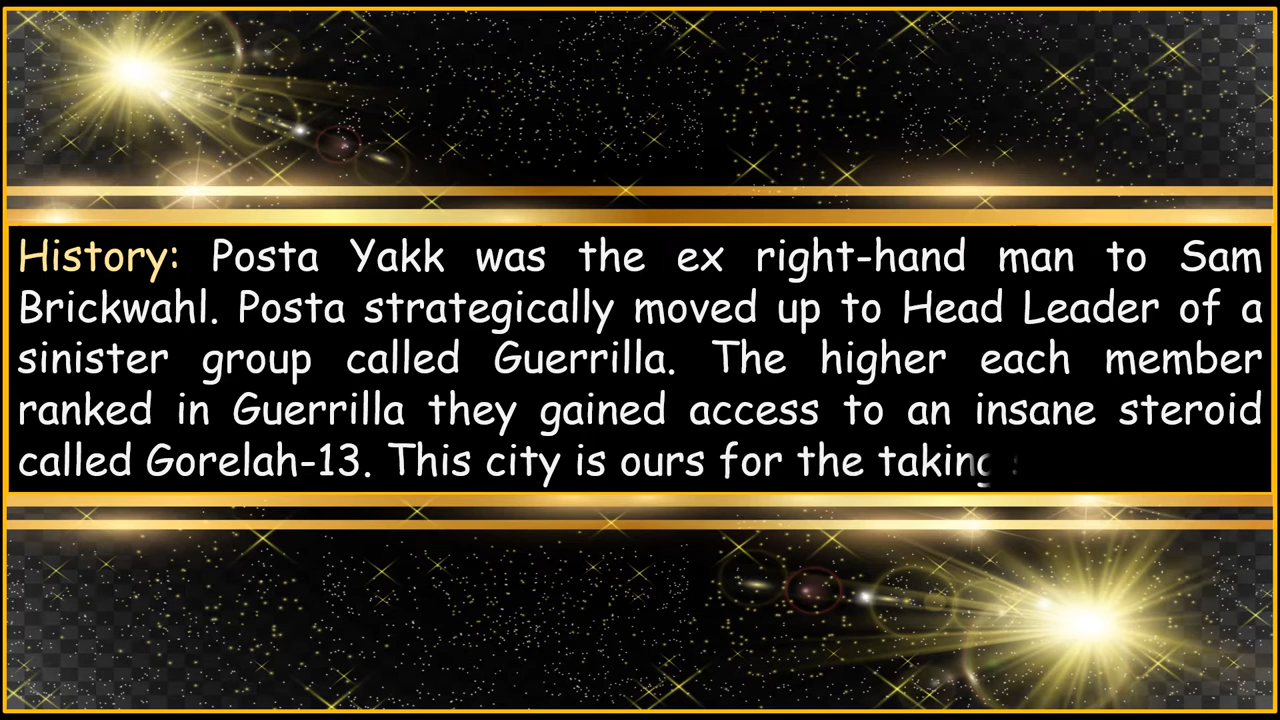 History: Posta Yakk was the ex right-hand man to Sam
Brickwahl. Posta strategically moved up to Head Leader of a
sinister group called Guerrilla. The higher each member
ranked in Guerrilla they gained access to an insane steroid
called Gorelah-13. This city is ours for the taking